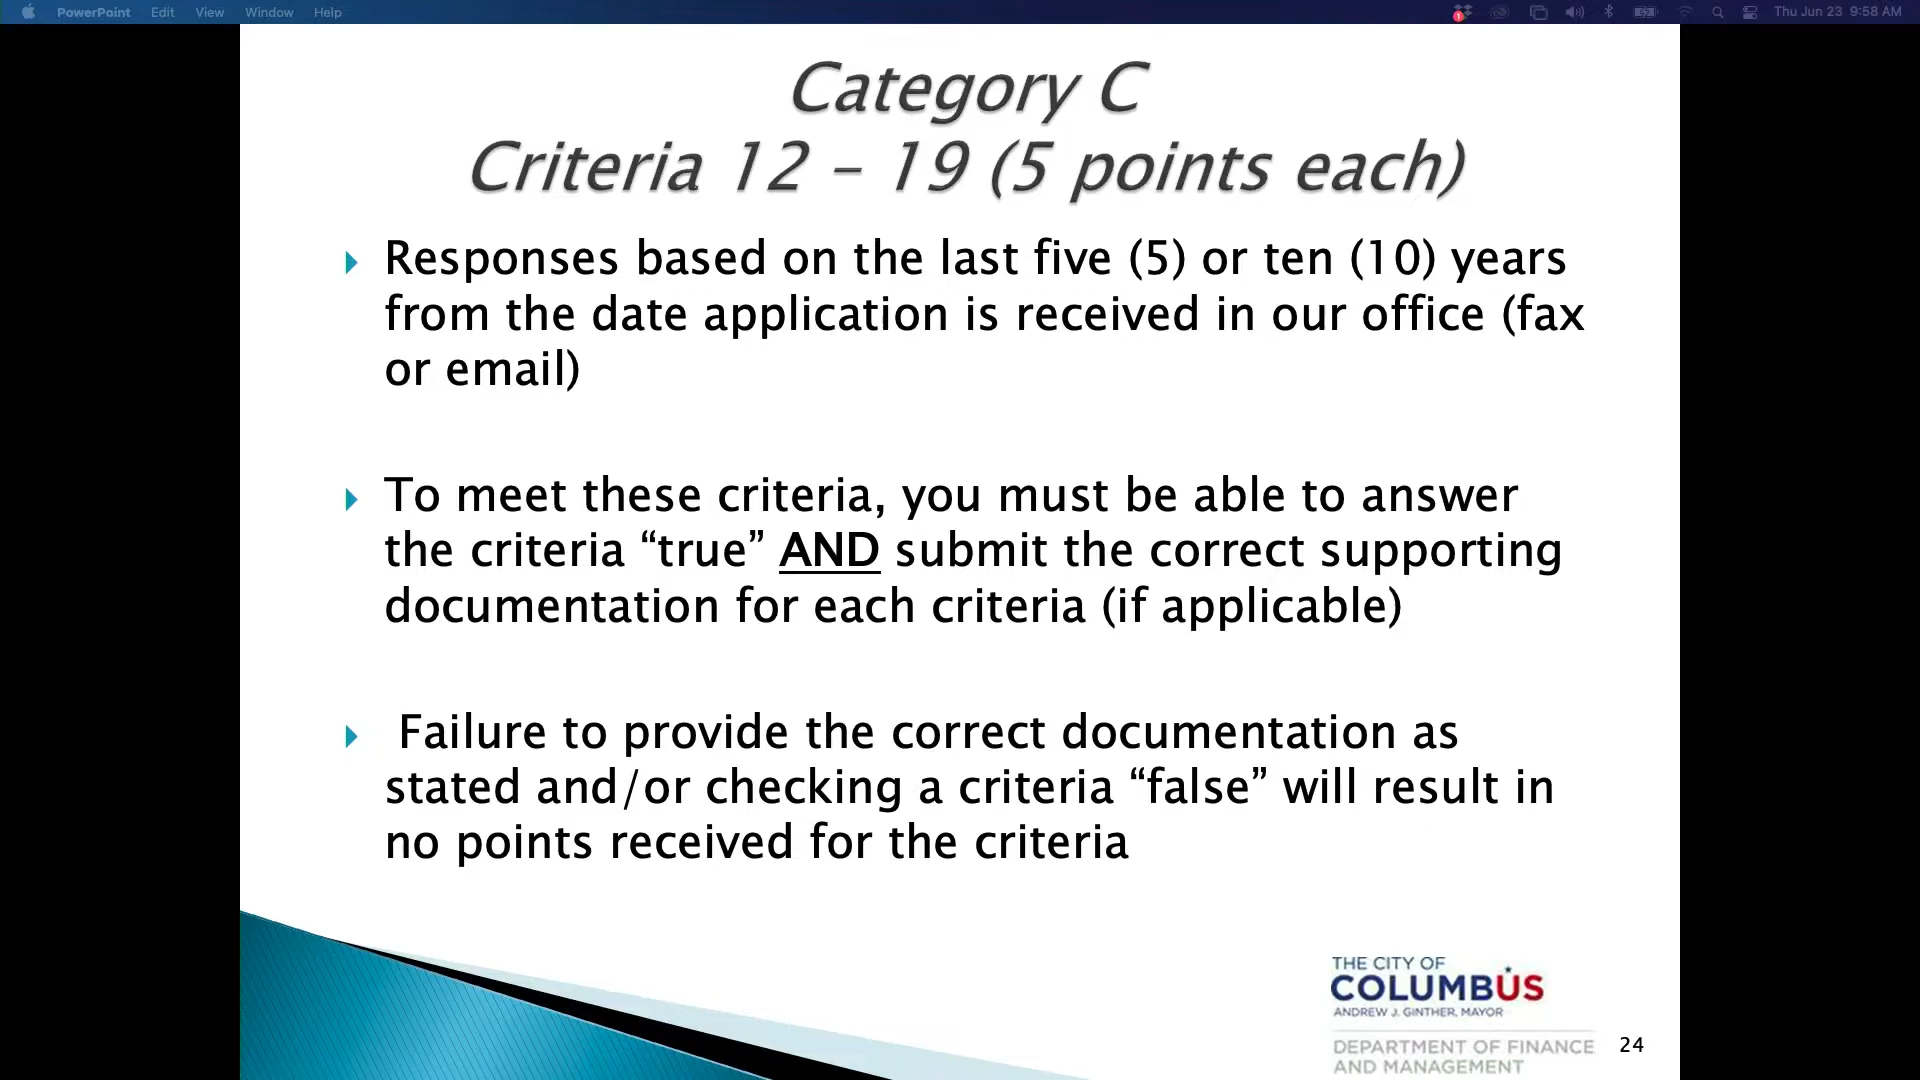 PowerPoint Edit View Window Help
1
Thu Jun 23 9:58 AM
Category C
Criteria 12 - 19 (5 points each)
Responses based on the last five (5) or ten (10) years
from the date application is received in our office (fax
or email)
To meet these criteria, you must be able to answer
the criteria “true” AND submit the correct supporting
documentation for each criteria (if applicable)
Failure to provide the correct documentation as
stated and/or checking a criteria “false” will result in
no points received for the criteria
THE CITY OF
COLUMBUS
ANDREW J. GINTHER, MAYOR
DEPARTMENT OF FINANCE
AND MANAGEMENT
24